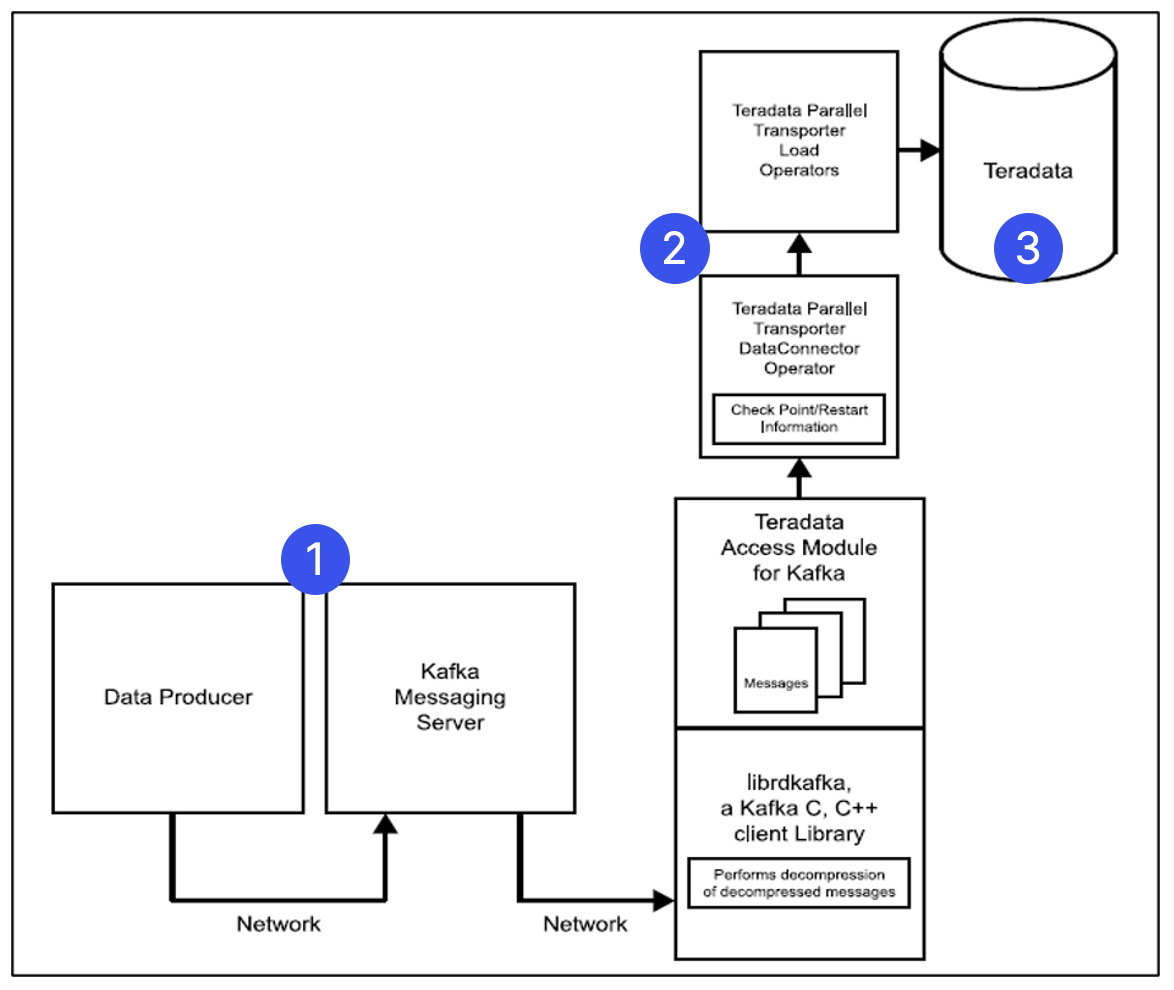 Teradata Parallel
Transporter
Load
Operators
Teradata
2
3
Teradata Parallel
Transporter
DataConnector
Operator
Check Point/Restart
Information
Teradata
Access Module
for Kafka
Messages
1
Data Producer
Kafka
Messaging
Server
librdkafka,
a Kafka C, C++
client Library
Performs decompression
of decompressed messages
Network
Network